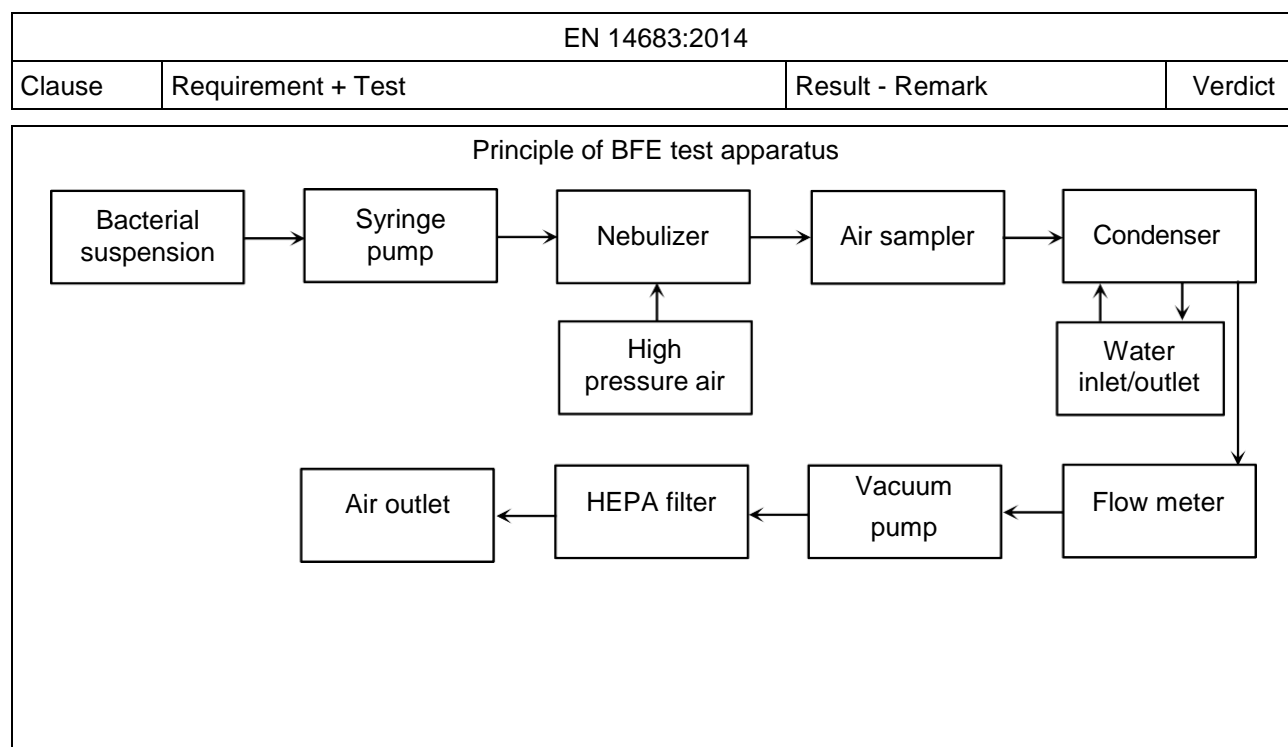 EN 14683:2014
Clause Requirement + Test Result - Remark Verdict
Principle of BFE test apparatus
Bacterial
suspension
Syringe
pump
Nebulizer
Air sampler
Condenser
High
pressure air
Water
inlet/outlet
Air outlet
HEPA filter
Vacuum
pump
Flow meter